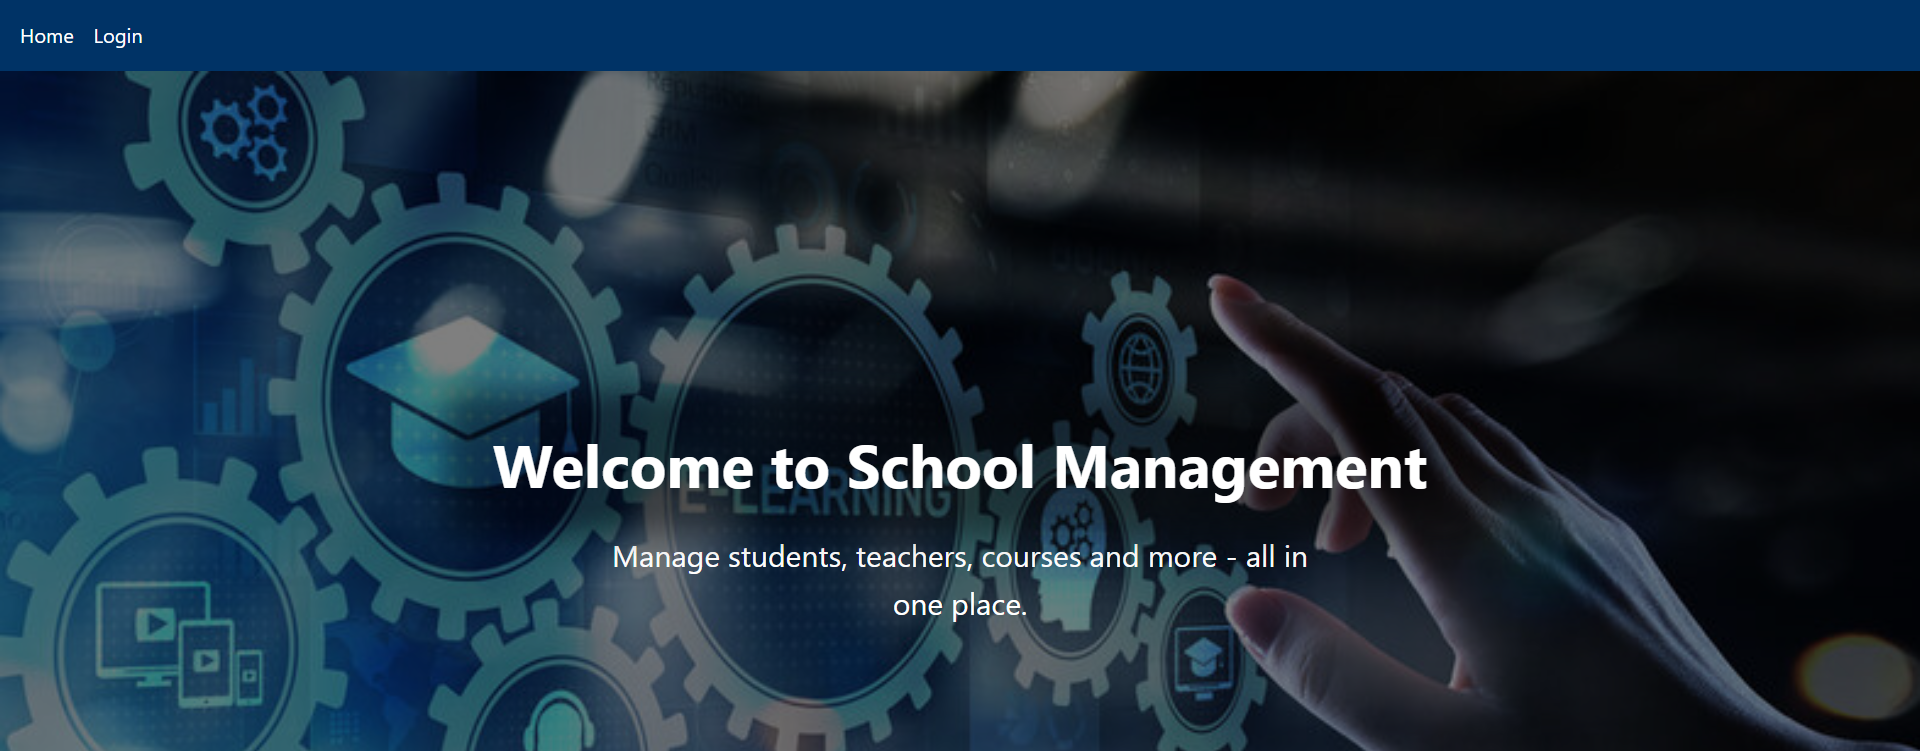 Home Login
Welcome to School Management
E-LEARNING
Manage students, teachers, courses and more - all in
one place.